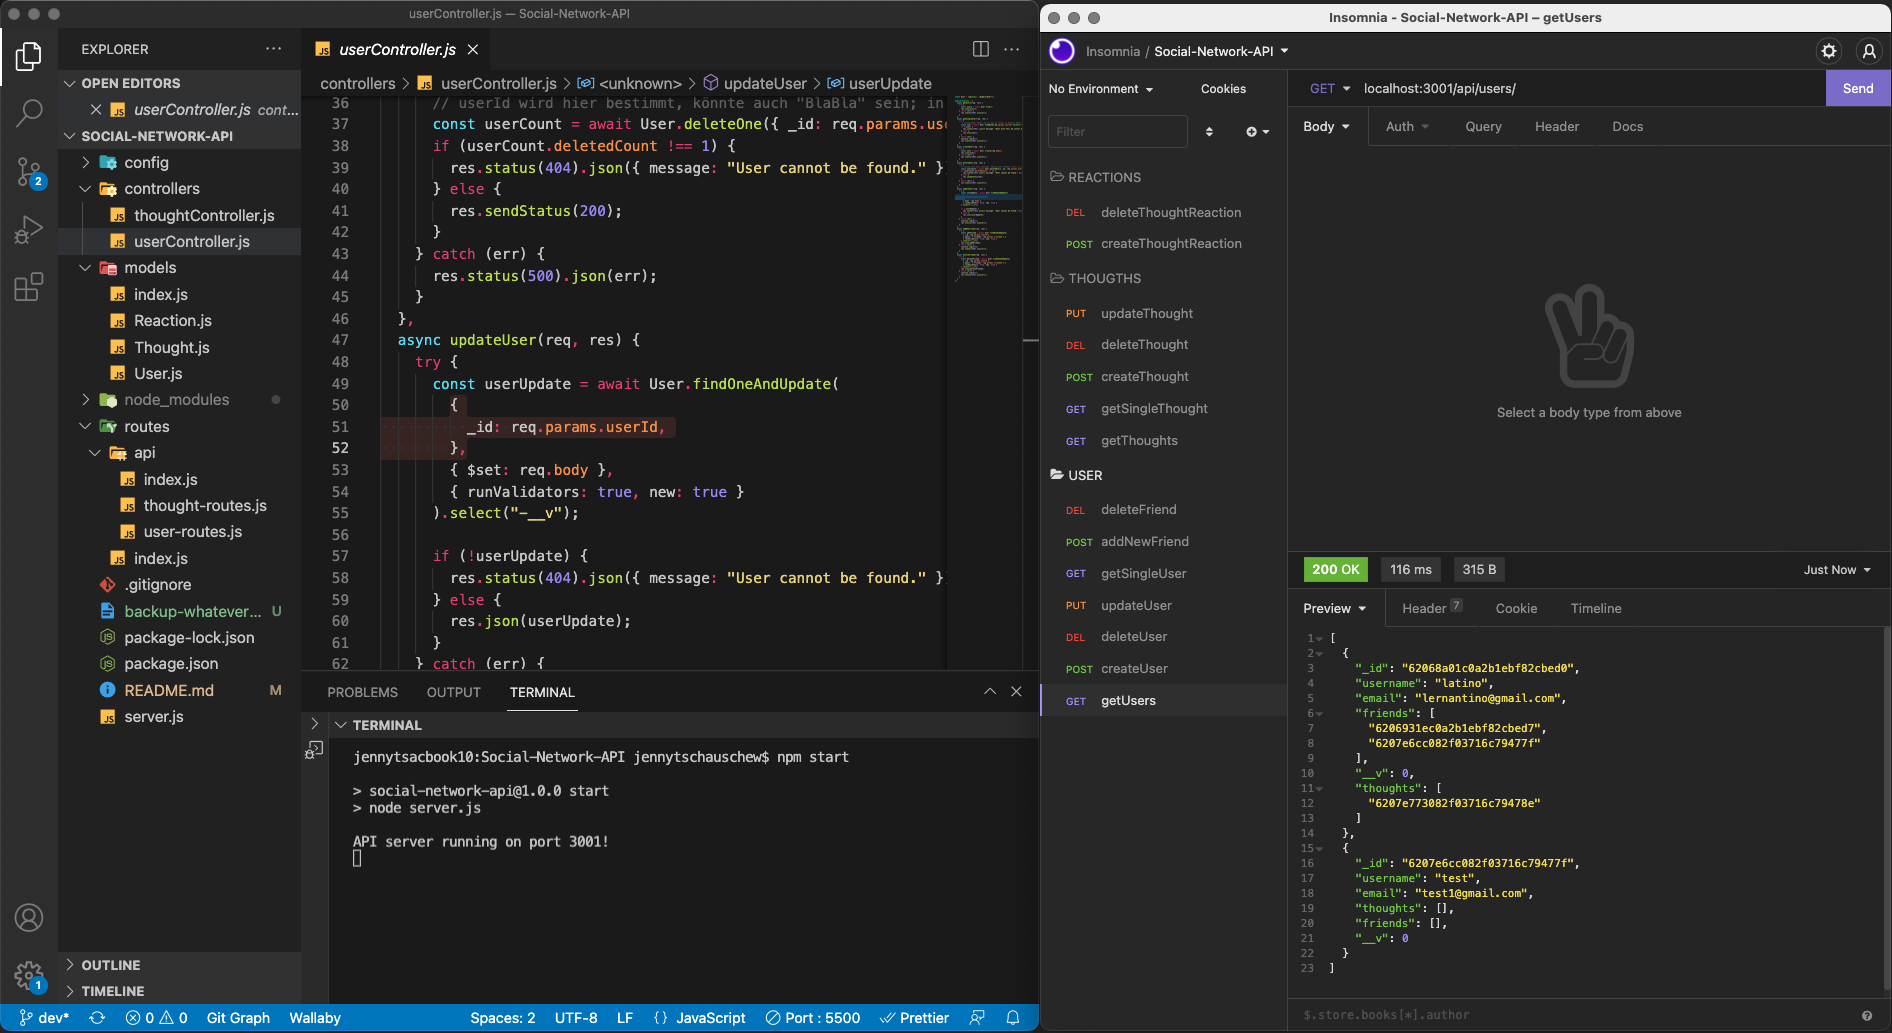 userController.js — Social-Network-API
EXPLORER
OPEN EDITORS
userController.js cont...
SOCIAL-NETWORK-API
config
controllers
thoughtController.js
userController.js
models
index.js
Reaction.js
Thought.js
User.js
node_modules
routes
api
index.js
thought-routes.js
user-routes.js
index.js
.gitignore
backup-whatever... U
package-lock.json
package.json
README.md M
server.js
OUTLINE
TIMELINE
2
1
userController.js
controllers > userController.js > <unknown> > updateUser > userUpdate
36 // userId wird hier bestimmt, könnte auch "BlaBla" sein; in
37 const userCount = await User.deleteOne({ _id: req.params.use
38 if (userCount.deletedCount !== 1) {
39 res.status(404).json({ message: "User cannot be found." }
40 } else {
41 res.sendStatus(200);
42 }
43 } catch (err) {
44 res.status(500).json(err);
45 }
46 },
47 async updateUser(req, res) {
48 try {
49 const userUpdate = await User.findOneAndUpdate(
50 {
51 _id: req.params.userId,
52 },
53 { $set: req.body },
54 { runValidators: true, new: true }
55 ).select("-__v");
56
57 if (!userUpdate) {
58 res.status(404).json({ message: "User cannot be found." }
59 } else {
60 res.json(userUpdate);
61 }
62 } catch (err) {
PROBLEMS OUTPUT TERMINAL
TERMINAL
jennytsacbook10:Social-Network-API jennytschauschew$ npm start
> social-network-api@1.0.0 start
> node server.js
API server running on port 3001!
dev* 0 0 Git Graph Wallaby Spaces: 2 UTF-8 LF {} JavaScript Port : 5500 Prettier
Insomnia - Social-Network-API – getUsers
Insomnia / Social-Network-API
No Environment Cookies
Filter
REACTIONS
DEL deleteThoughtReaction
POST createThoughtReaction
THOUGTHS
PUT updateThought
DEL deleteThought
POST createThought
GET getSingleThought
GET getThoughts
USER
DEL deleteFriend
POST addNewFriend
GET getSingleUser
PUT updateUser
DEL deleteUser
POST createUser
GET getUsers
GET localhost:3001/api/users/ Send
Body Auth Query Header Docs
Select a body type from above
200 OK 116 ms 315 B Just Now
Preview Header 7 Cookie Timeline
1 [
2 {
3 "_id": "62068a01c0a2b1ebf82cbed0",
4 "username": "latino",
5 "email": "lernantino@gmail.com",
6 "friends": [
7 "6206931ec0a2b1ebf82cbed7",
8 "6207e6cc082f03716c79477f"
9 ],
10 "__v": 0,
11 "thoughts": [
12 "6207e773082f03716c79478e"
13 ]
14 },
15 {
16 "_id": "6207e6cc082f03716c79477f",
17 "username": "test",
18 "email": "test1@gmail.com",
19 "thoughts": [],
20 "friends": [],
21 "__v": 0
22 }
23 ]
$.store.books[*].author